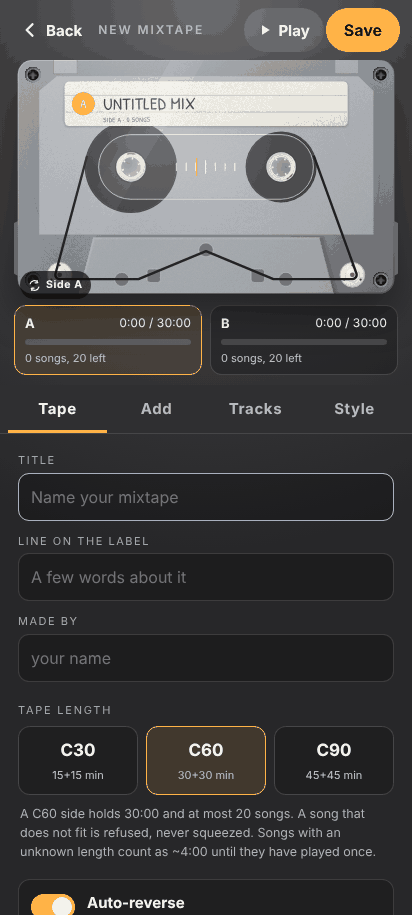 Back
NEW MIXTAPE
Play
Save
A
UNTITLED MIX
SIDE A · 0 SONGS
Side A
A 0:00 / 30:00
0 songs, 20 left
B 0:00 / 30:00
0 songs, 20 left
Tape Add Tracks Style
TITLE
Name your mixtape
LINE ON THE LABEL
A few words about it
MADE BY
your name
TAPE LENGTH
C30
15+15 min
C60
30+30 min
C90
45+45 min
A C60 side holds 30:00 and at most 20 songs. A song that
does not fit is refused, never squeezed. Songs with an
unknown length count as ~4:00 until they have played once.
Auto-reverse